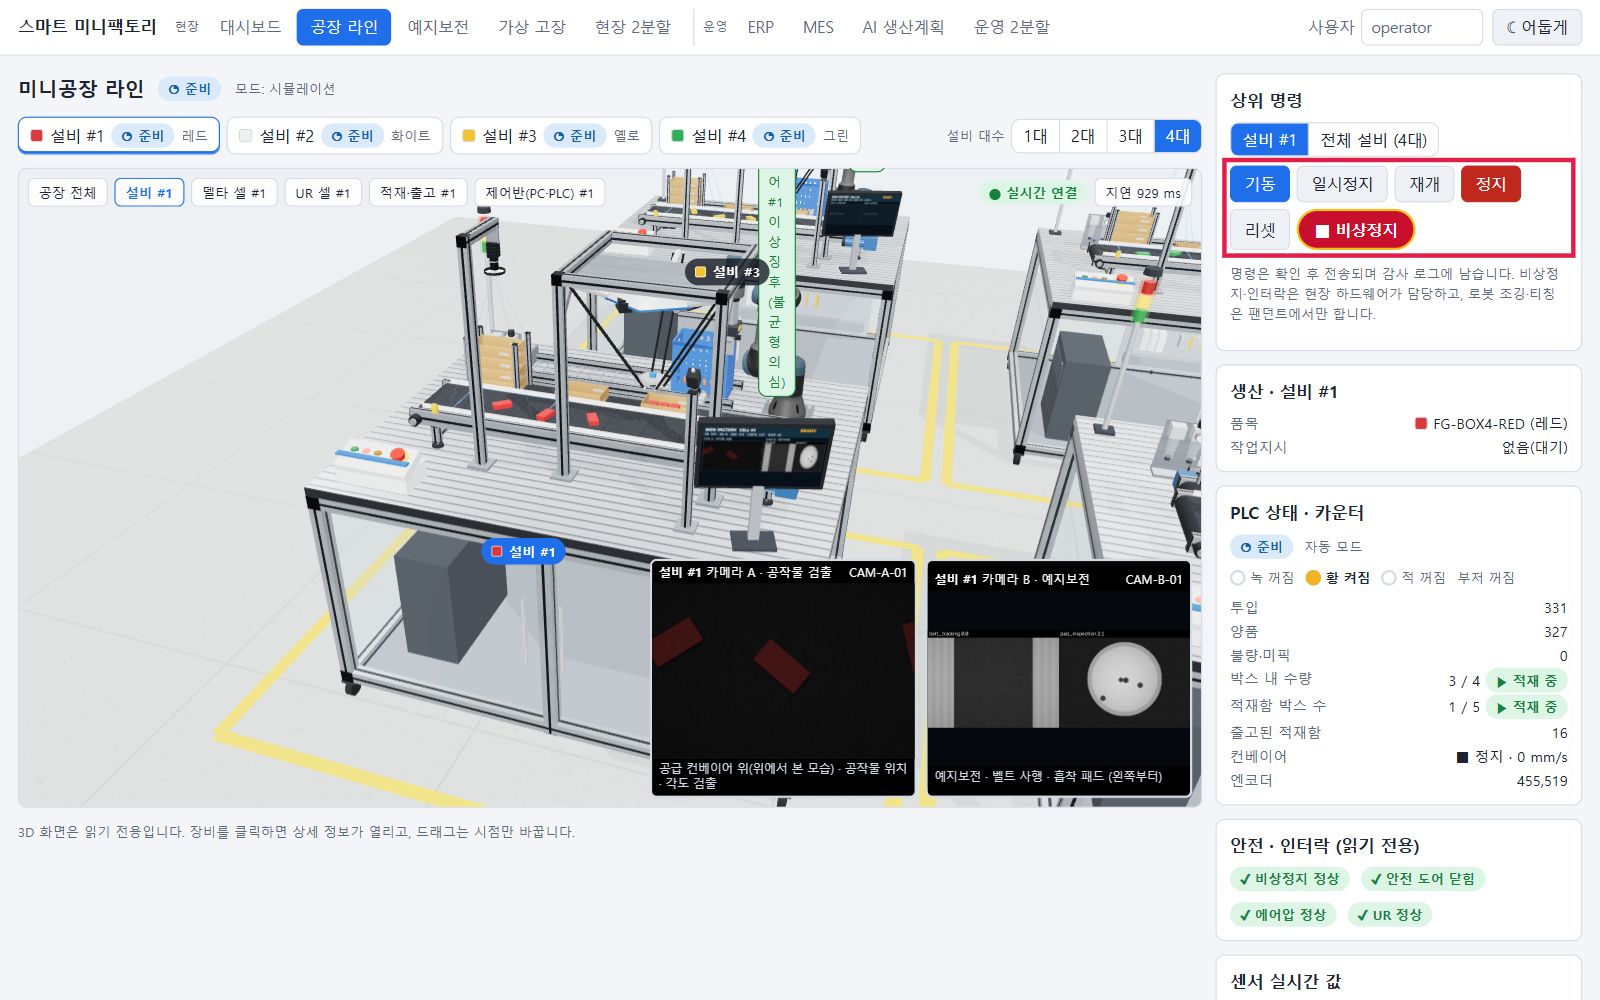 스마트 미니팩토리 현장 대시보드 공장 라인 예지보전 가상 고장 현장 2분할 운영 ERP MES AI 생산계획 운영 2분할 사용자 operator ☾ 어둡게
미니공장 라인 준비 모드: 시뮬레이션
설비 #1 준비 레드 설비 #2 준비 화이트 설비 #3 준비 옐로 설비 #4 준비 그린 설비 대수 1대 2대 3대 4대
공장 전체 설비 #1 델타 셀 #1 UR 셀 #1 적재·출고 #1 제어반(PC·PLC) #1
어
#1
이
상
징
후
(불
균
형
의
심)
실시간 연결 지연 929 ms
설비 #3
READY
설비 #1
설비 #1 카메라 A · 공작물 검출 CAM-A-01
공급 컨베이어 위(위에서 본 모습) · 공작물 위치
· 각도 검출
설비 #1 카메라 B · 예지보전 CAM-B-01
belt_tracking 0.0 pad_inspection 2.1
예지보전 · 벨트 사행 · 흡착 패드 (왼쪽부터)
3D 화면은 읽기 전용입니다. 장비를 클릭하면 상세 정보가 열리고, 드래그는 시점만 바꿉니다.
상위 명령
설비 #1 전체 설비 (4대)
기동 일시정지 재개 정지
리셋 ■ 비상정지
명령은 확인 후 전송되며 감사 로그에 남습니다. 비상정
지·인터락은 현장 하드웨어가 담당하고, 로봇 조깅·티칭
은 팬던트에서만 합니다.
생산 · 설비 #1
품목 FG-BOX4-RED (레드)
작업지시 없음(대기)
PLC 상태 · 카운터
준비 자동 모드
녹 꺼짐 황 켜짐 적 꺼짐 부저 꺼짐
투입 331
양품 327
불량·미픽 0
박스 내 수량 3 / 4 ▶ 적재 중
적재함 박스 수 1 / 5 ▶ 적재 중
출고된 적재함 16
컨베이어 ■ 정지 · 0 mm/s
엔코더 455,519
안전 · 인터락 (읽기 전용)
✔ 비상정지 정상 ✔ 안전 도어 닫힘
✔ 에어압 정상 ✔ UR 정상
센서 실시간 값